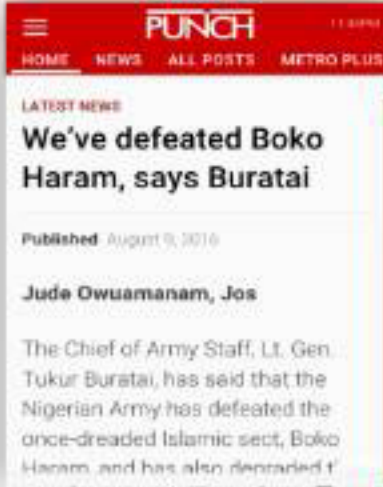 PUNCH
HOME NEWS ALL POSTS METRO PLUS
LATEST NEWS
We've defeated Boko
Haram, says Buratai
Published August 9, 2016
Jude Owuamanam, Jos
The Chief of Army Staff, Lt. Gen.
Tukur Buratai, has said that the
Nigerian Army has defeated the
once-dreaded Islamic sect, Boko
Haram, and has also degraded t